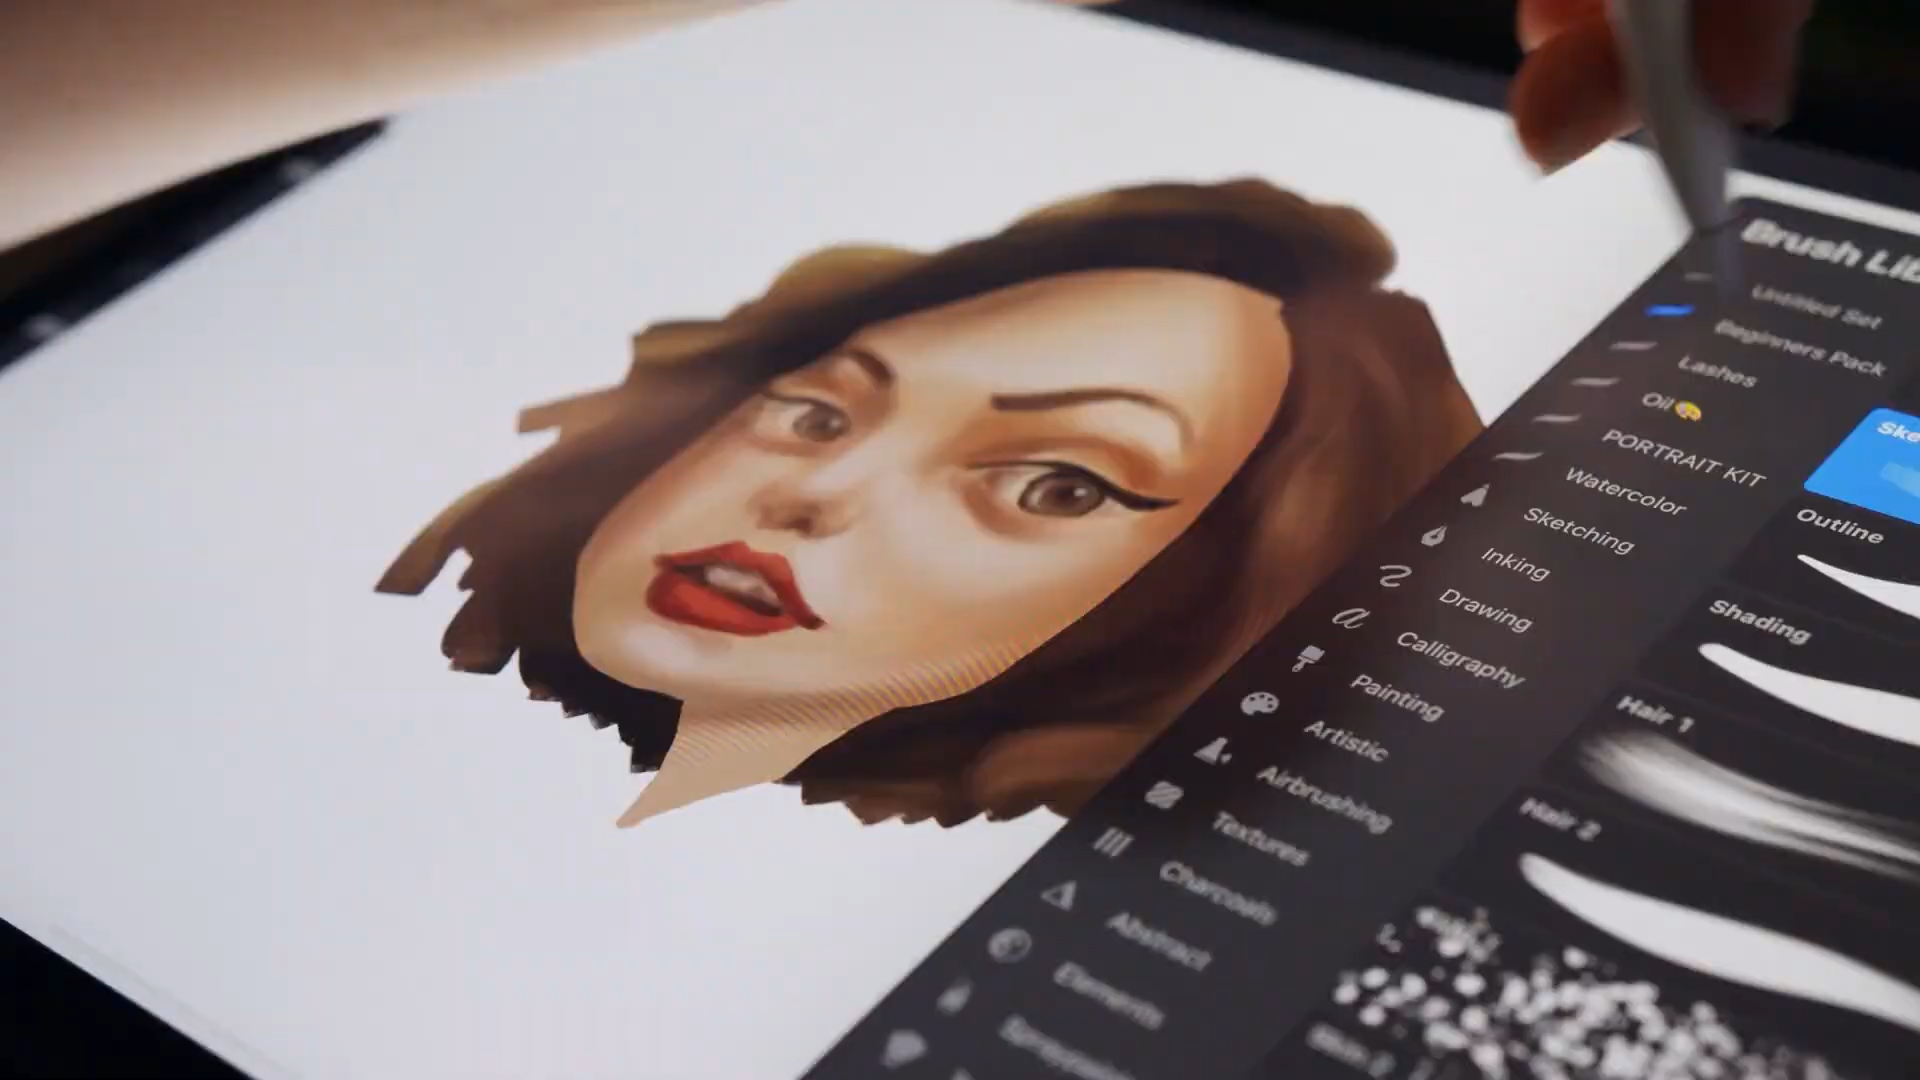 Brush Lib
Untitled Set
Beginners Pack
Lashes
Oil
PORTRAIT KIT
Watercolor
Sketching
Inking
Drawing
Calligraphy
Painting
Artistic
Airbrushing
Textures
Charcoals
Abstract
Elements
Ske
Outline
Shading
Hair 1
Hair 2